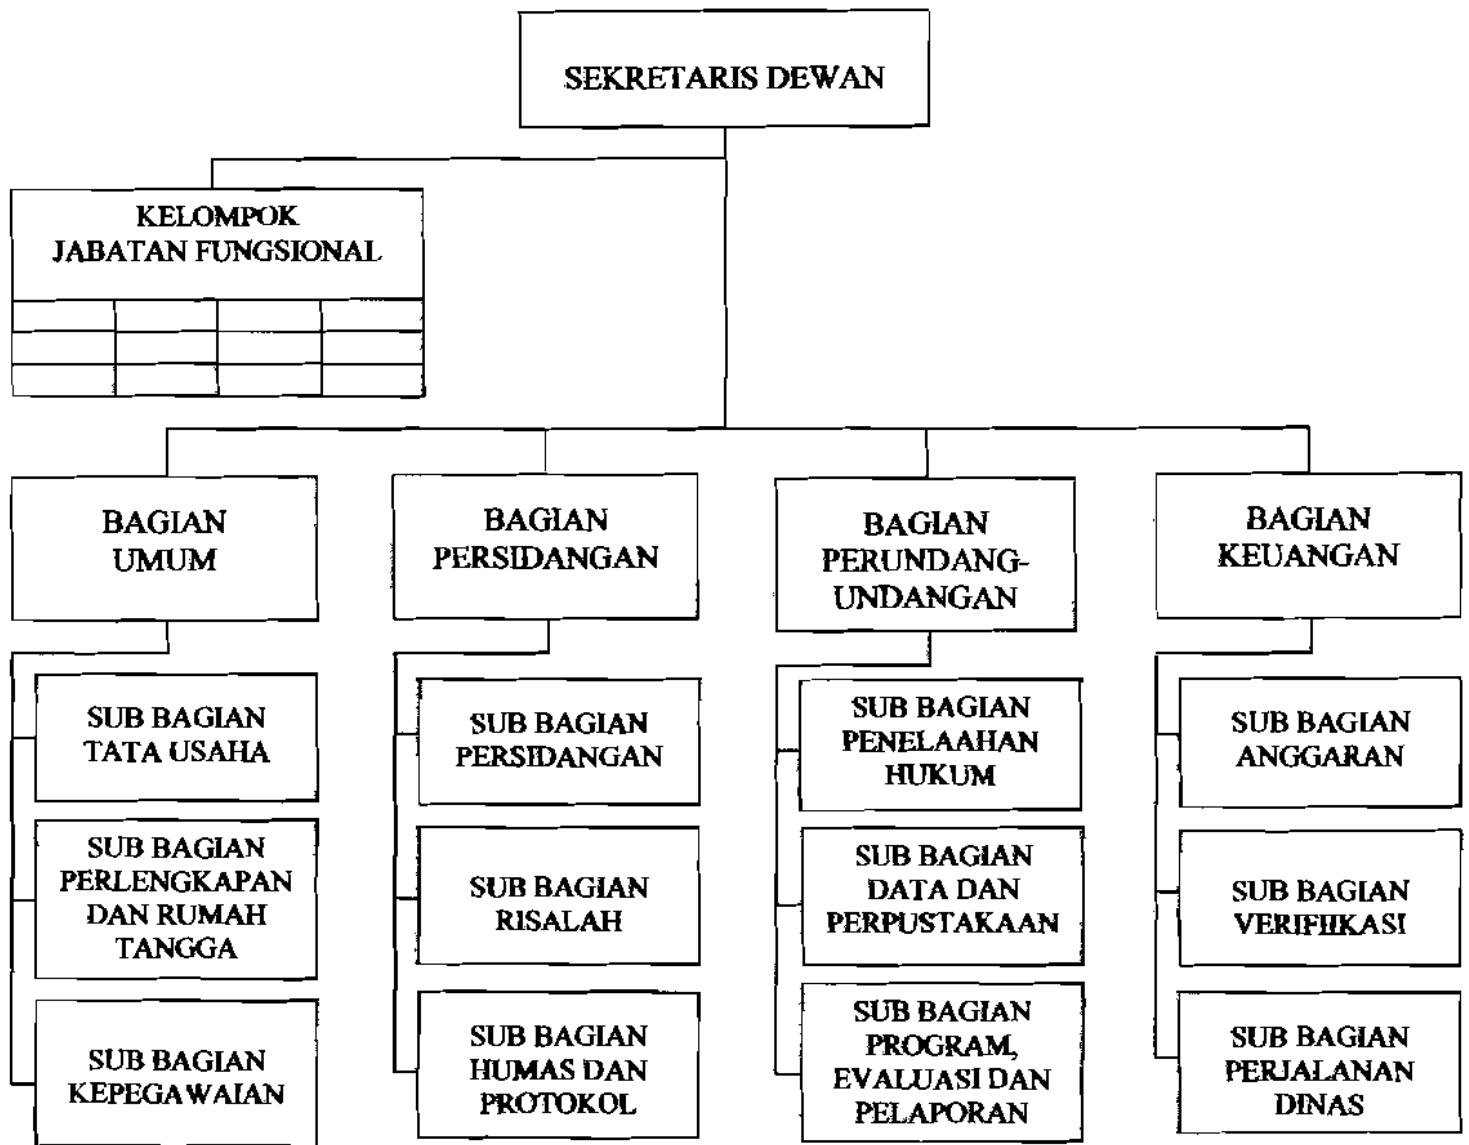 SEKRETARIS DEWAN
KELOMPOK
JABATAN FUNGSIONAL
BAGIAN
UMUM
BAGIAN
PERSIDANGAN
BAGIAN
PERUNDANG-
UNDANGAN
BAGIAN
KEUANGAN
SUB BAGIAN
TATA USAHA
SUB BAGIAN
PERSIDANGAN
SUB BAGIAN
PENELAAHAN
HUKUM
SUB BAGIAN
ANGGARAN
SUB BAGIAN
PERLENGKAPAN
DAN RUMAH
TANGGA
SUB BAGIAN
RISALAH
SUB BAGIAN
DATA DAN
PERPUSTAKAAN
SUB BAGIAN
VERIFIIKASI
SUB BAGIAN
KEPEGAWAIAN
SUB BAGIAN
HUMAS DAN
PROTOKOL
SUB BAGIAN
PROGRAM,
EVALUASI DAN
PELAPORAN
SUB BAGIAN
PERJALANAN
DINAS